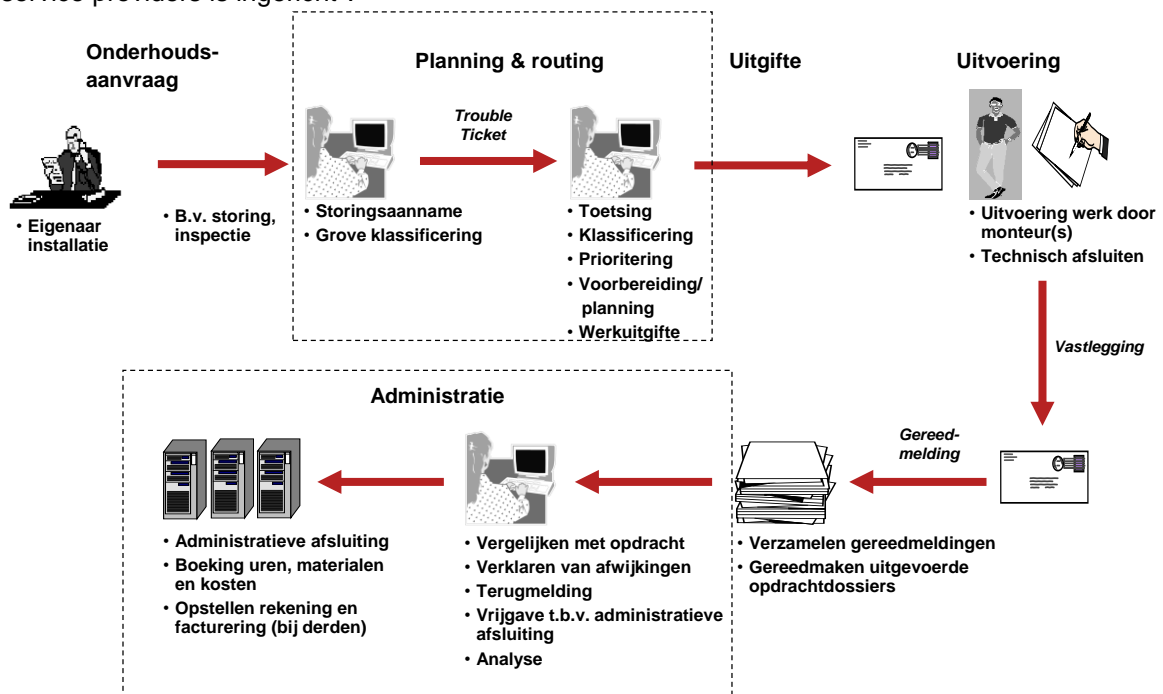 service providers is ingericht .
Onderhouds-
aanvraag
Planning & routing
Uitgifte
Uitvoering
Trouble
Ticket
• Eigenaar
installatie
• B.v. storing,
inspectie
• Storingsaanname
• Grove klassificering
• Toetsing
• Klassificering
• Prioritering
• Voorbereiding/
planning
• Werkuitgifte
• Uitvoering werk door
monteur(s)
• Technisch afsluiten
Vastlegging
Administratie
Gereed-
melding
• Administratieve afsluiting
• Boeking uren, materialen
en kosten
• Opstellen rekening en
facturering (bij derden)
• Vergelijken met opdracht
• Verklaren van afwijkingen
• Terugmelding
• Vrijgave t.b.v. administratieve
afsluiting
• Analyse
• Verzamelen gereedmeldingen
• Gereedmaken uitgevoerde
opdrachtdossiers